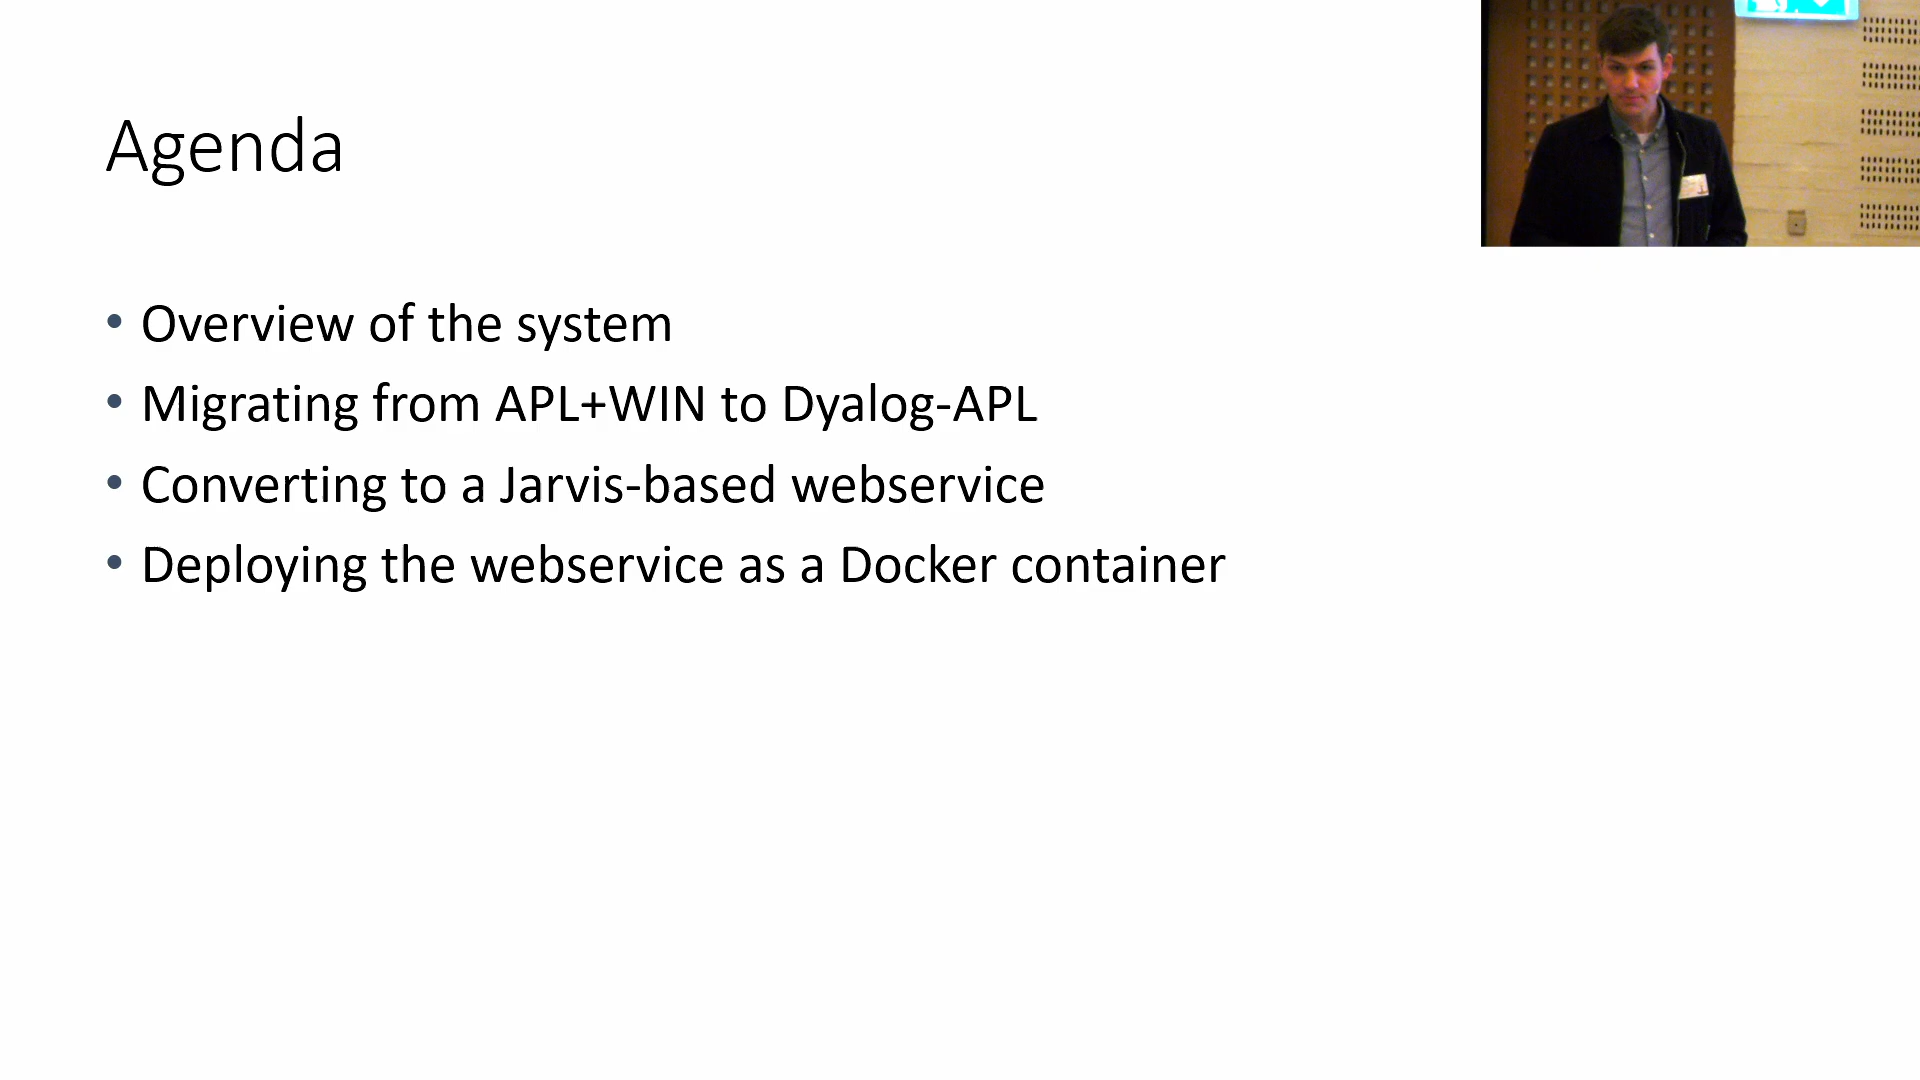 Agenda
• Overview of the system
• Migrating from APL+WIN to Dyalog-APL
• Converting to a Jarvis-based webservice
• Deploying the webservice as a Docker container